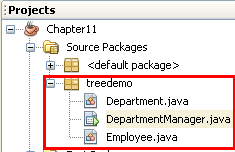 Projects
Chapter11
Source Packages
<default package>
treedemo
Department.java
DepartmentManager.java
Employee.java